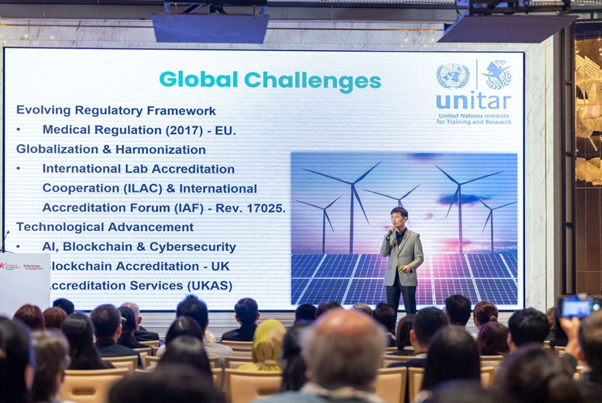 Global Challenges
unitar
United Nations Institute
for Training and Research
Evolving Regulatory Framework
• Medical Regulation (2017) - EU.
Globalization & Harmonization
• International Lab Accreditation
Cooperation (ILAC) & International
Accreditation Forum (IAF) - Rev. 17025.
Technological Advancement
• AI, Blockchain & Cybersecurity
lockchain Accreditation - UK
ccreditation Services (UKAS)